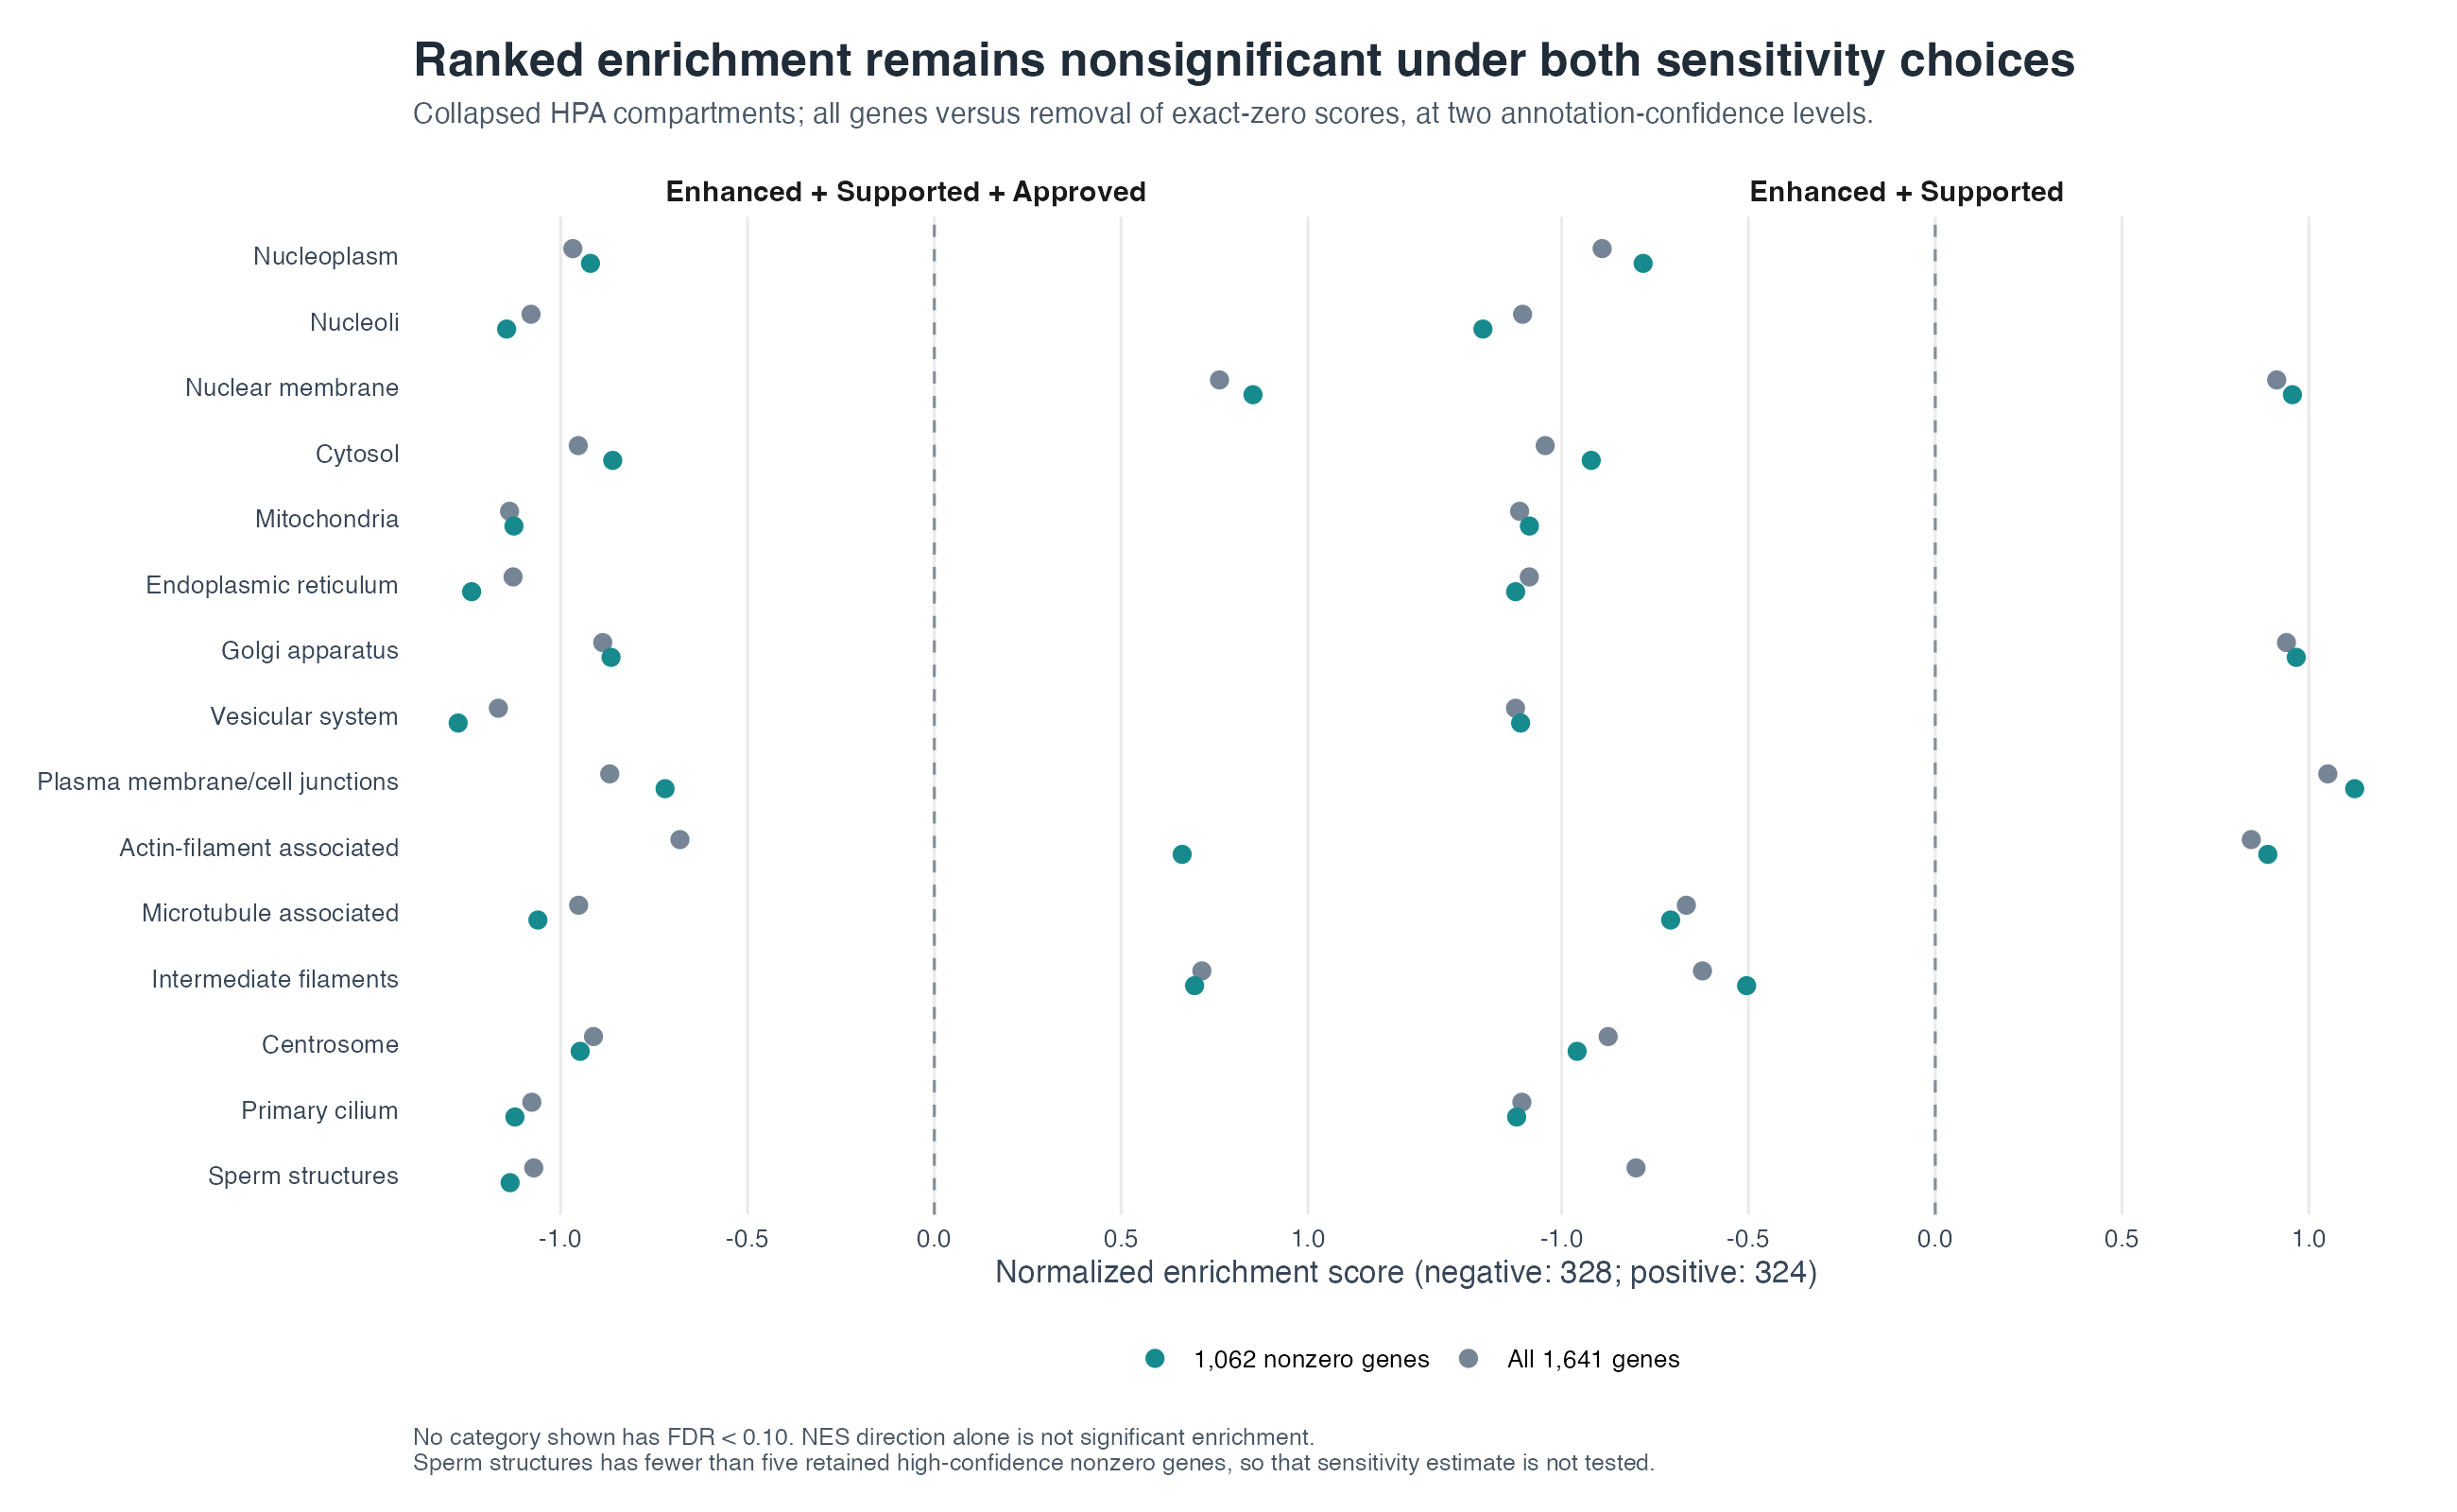 Ranked enrichment remains nonsignificant under both sensitivity choices
Collapsed HPA compartments; all genes versus removal of exact-zero scores, at two annotation-confidence levels.
Enhanced + Supported + Approved
Enhanced + Supported
Nucleoplasm
Nucleoli
Nuclear membrane
Cytosol
Mitochondria
Endoplasmic reticulum
Golgi apparatus
Vesicular system
Plasma membrane/cell junctions
Actin-filament associated
Microtubule associated
Intermediate filaments
Centrosome
Primary cilium
Sperm structures
-1.0 -0.5 0.0 0.5 1.0 -1.0 -0.5 0.0 0.5 1.0
Normalized enrichment score (negative: 328; positive: 324)
1,062 nonzero genes All 1,641 genes
No category shown has FDR < 0.10. NES direction alone is not significant enrichment.
Sperm structures has fewer than five retained high-confidence nonzero genes, so that sensitivity estimate is not tested.